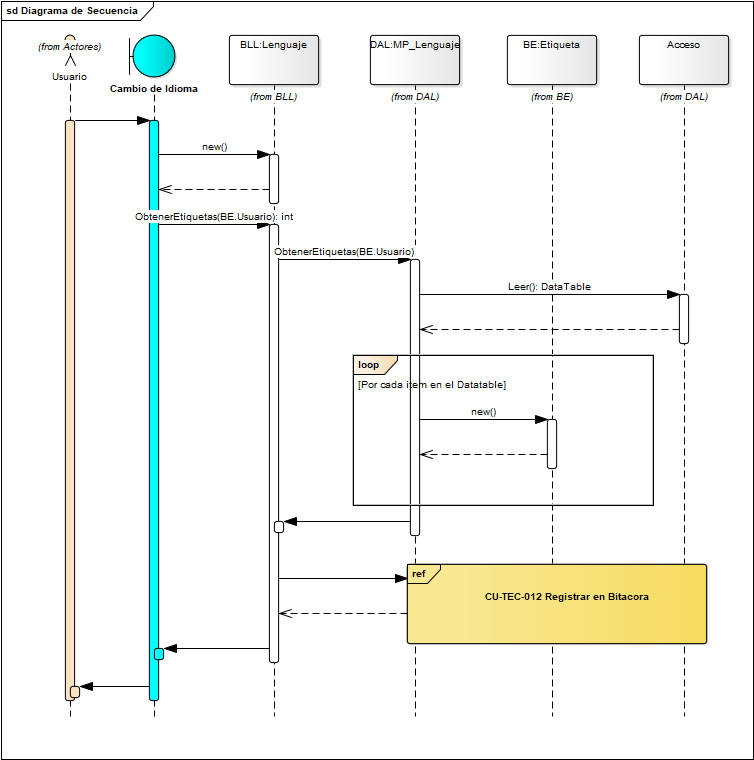 sd Diagrama de Secuencia
(from Actores)
Usuario
Cambio de Idioma
BLL:Lenguaje
(from BLL)
DAL:MP_Lenguaje
(from DAL)
BE:Etiqueta
(from BE)
Acceso
(from DAL)
new()
ObtenerEtiquetas(BE.Usuario): int
ObtenerEtiquetas(BE.Usuario)
Leer(): DataTable
loop
[Por cada item en el Datatable]
new()
ref
CU-TEC-012 Registrar en Bitacora